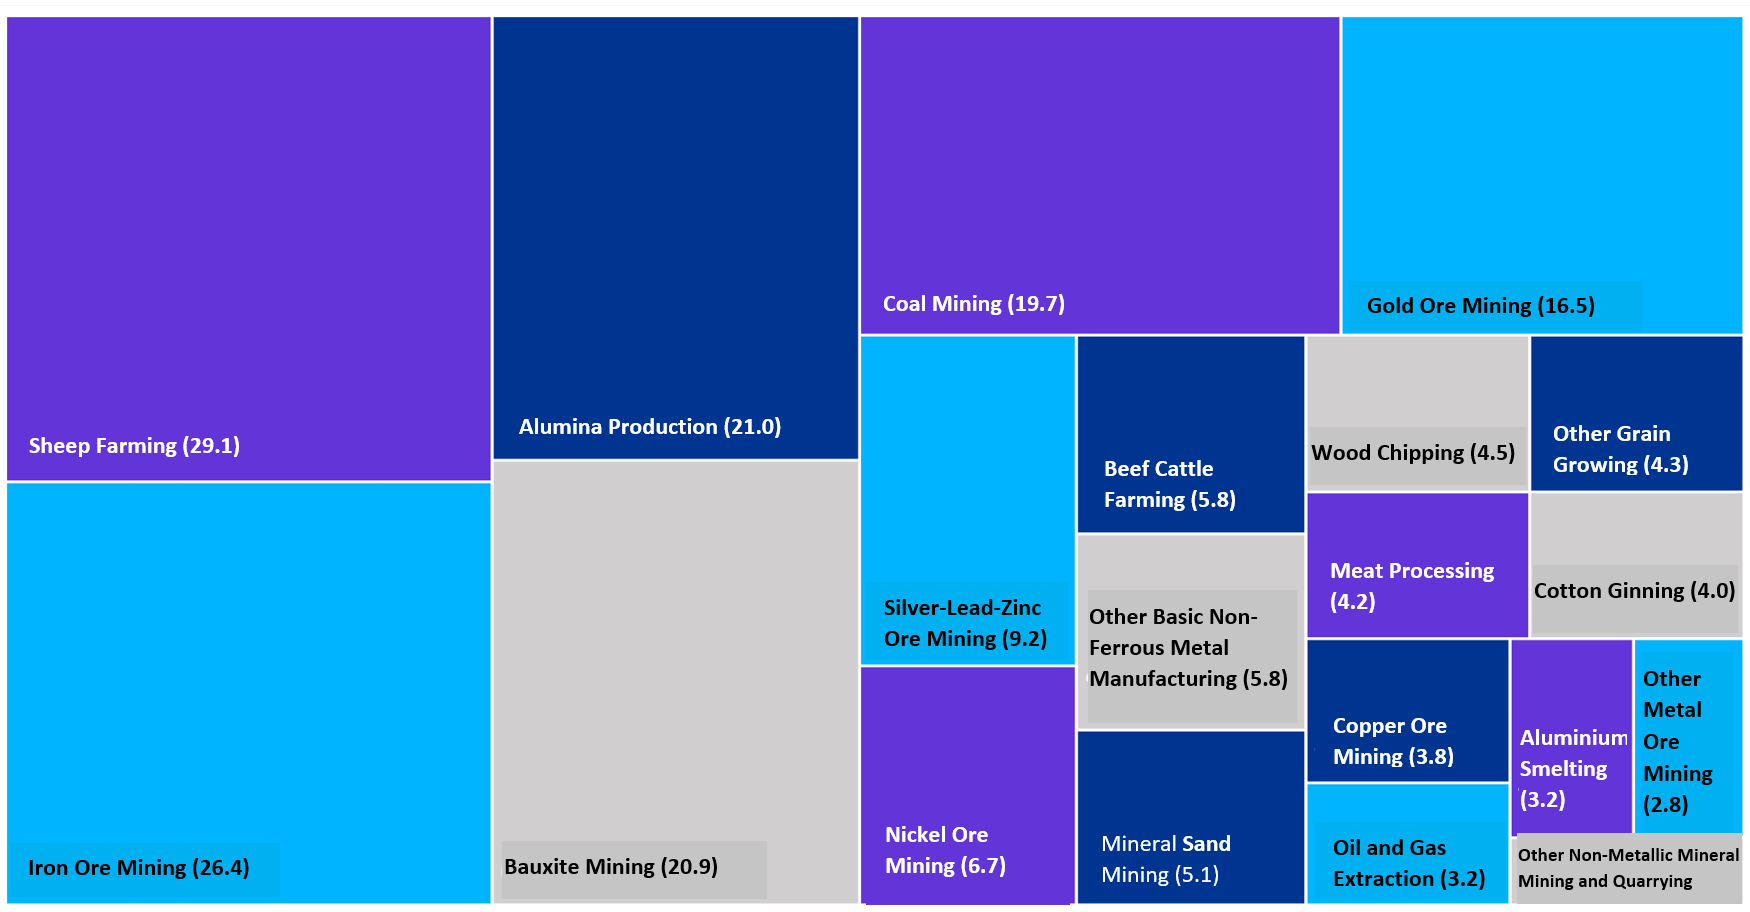 Sheep Farming (29.1)
Iron Ore Mining (26.4)
Alumina Production (21.0)
Bauxite Mining (20.9)
Coal Mining (19.7)
Gold Ore Mining (16.5)
Silver-Lead-Zinc
Ore Mining (9.2)
Nickel Ore
Mining (6.7)
Beef Cattle
Farming (5.8)
Other Basic Non-
Ferrous Metal
Manufacturing (5.8)
Mineral Sand
Mining (5.1)
Wood Chipping (4.5)
Other Grain
Growing (4.3)
Meat Processing
(4.2)
Cotton Ginning (4.0)
Copper Ore
Mining (3.8)
Oil and Gas
Extraction (3.2)
Aluminium
Smelting
(3.2)
Other
Metal
Ore
Mining
(2.8)
Other Non-Metallic Mineral
Mining and Quarrying